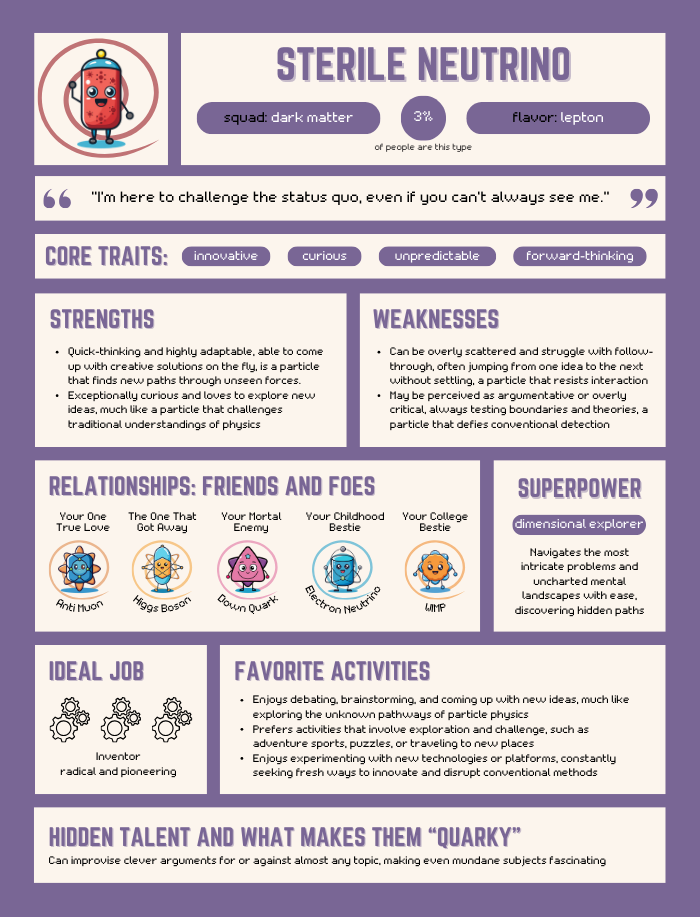 STERILE NEUTRINO
squad: dark matter
3%
flavor: lepton
of people are this type
"I'm here to challenge the status quo, even if you can't always see me."
CORE TRAITS:
innovative
curious
unpredictable
forward-thinking
STRENGTHS
• Quick-thinking and highly adaptable, able to come
up with creative solutions on the fly, is a particle
that finds new paths through unseen forces.
• Exceptionally curious and loves to explore new
ideas, much like a particle that challenges
traditional understandings of physics
WEAKNESSES
• Can be overly scattered and struggle with follow-
through, often jumping from one idea to the next
without settling, a particle that resists interaction
• May be perceived as argumentative or overly
critical, always testing boundaries and theories, a
particle that defies conventional detection
RELATIONSHIPS: FRIENDS AND FOES
Your One
True Love
Anti Muon
The One That
Got Away
Higgs Boson
Your Mortal
Enemy
Down Quark
Your Childhood
Bestie
Electron Neutrino
Your College
Bestie
WIMP
SUPERPOWER
dimensional explorer
Navigates the most
intricate problems and
uncharted mental
landscapes with ease,
discovering hidden paths
IDEAL JOB
Inventor
radical and pioneering
FAVORITE ACTIVITIES
• Enjoys debating, brainstorming, and coming up with new ideas, much like
exploring the unknown pathways of particle physics
• Prefers activities that involve exploration and challenge, such as
adventure sports, puzzles, or traveling to new places
• Enjoys experimenting with new technologies or platforms, constantly
seeking fresh ways to innovate and disrupt conventional methods
HIDDEN TALENT AND WHAT MAKES THEM “QUARKY”
Can improvise clever arguments for or against almost any topic, making even mundane subjects fascinating